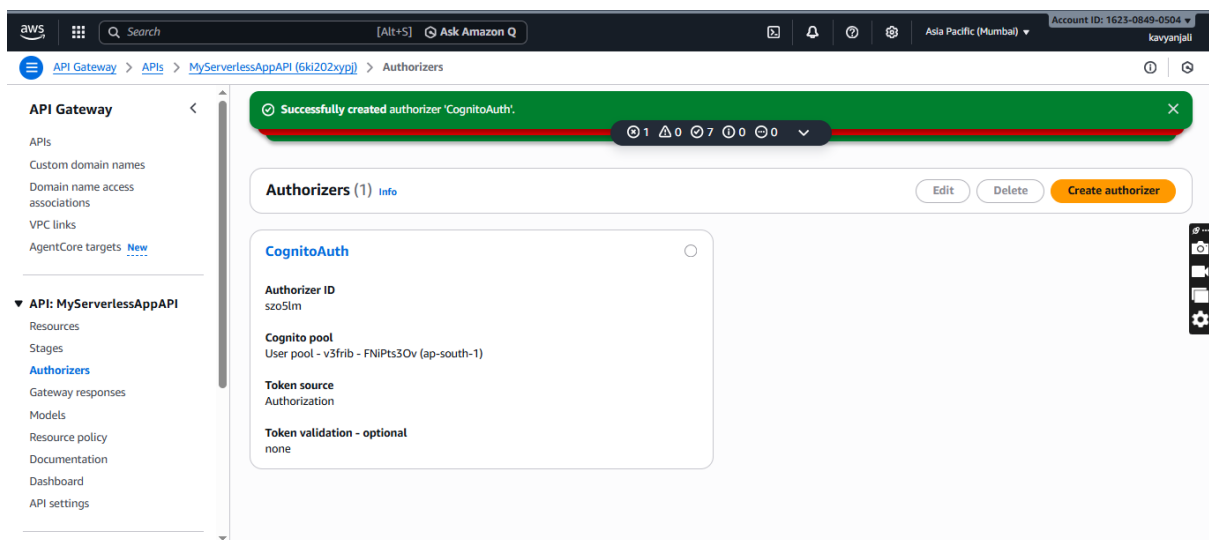 aws
Search
[Alt+S]
Ask Amazon Q
Asia Pacific (Mumbai)
Account ID: 1623-0849-0504
kavyanjali
API Gateway > APIs > MyServerlessAppAPI (6ki202xypj) > Authorizers
API Gateway
APIs
Custom domain names
Domain name access
associations
VPC links
AgentCore targets New
API: MyServerlessAppAPI
Resources
Stages
Authorizers
Gateway responses
Models
Resource policy
Documentation
Dashboard
API settings
Successfully created authorizer 'CognitoAuth'.
1 0 7 0 0
Authorizers (1) Info
Edit
Delete
Create authorizer
CognitoAuth
Authorizer ID
szo5lm
Cognito pool
User pool - v3frib - FNiPts3Ov (ap-south-1)
Token source
Authorization
Token validation - optional
none